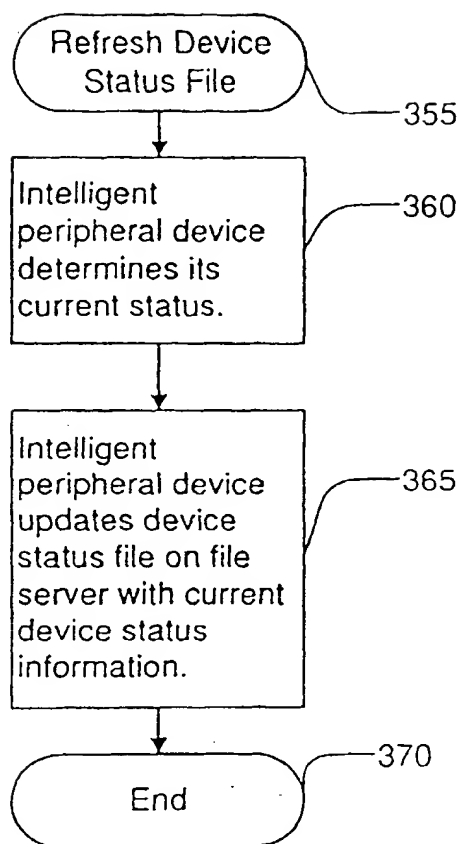 Refresh Device
Status File
355
Intelligent
peripheral device
determines its
current status.
360
Intelligent
peripheral device
updates device
status file on file
server with current
device status
information.
365
End
370